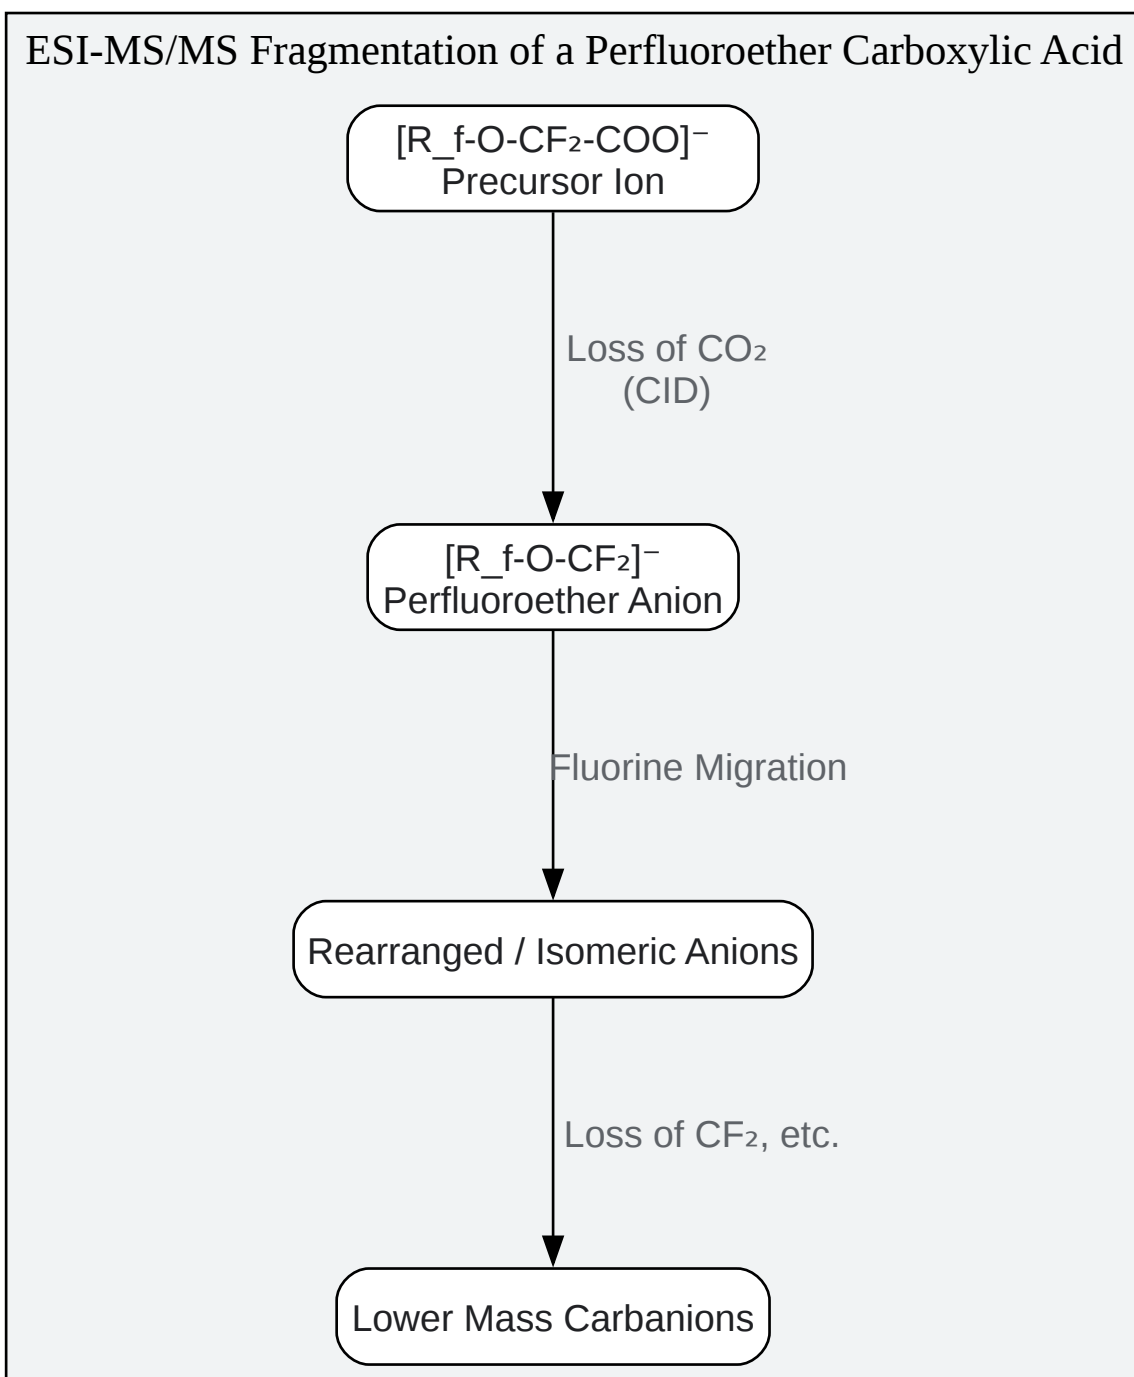 ESI-MS/MS Fragmentation of a Perfluoroether Carboxylic Acid
[R_f-O-CF₂-COO]⁻
Precursor Ion
Loss of CO₂
(CID)
[R_f-O-CF₂]⁻
Perfluoroether Anion
Fluorine Migration
Rearranged / Isomeric Anions
Loss of CF₂, etc.
Lower Mass Carbanions